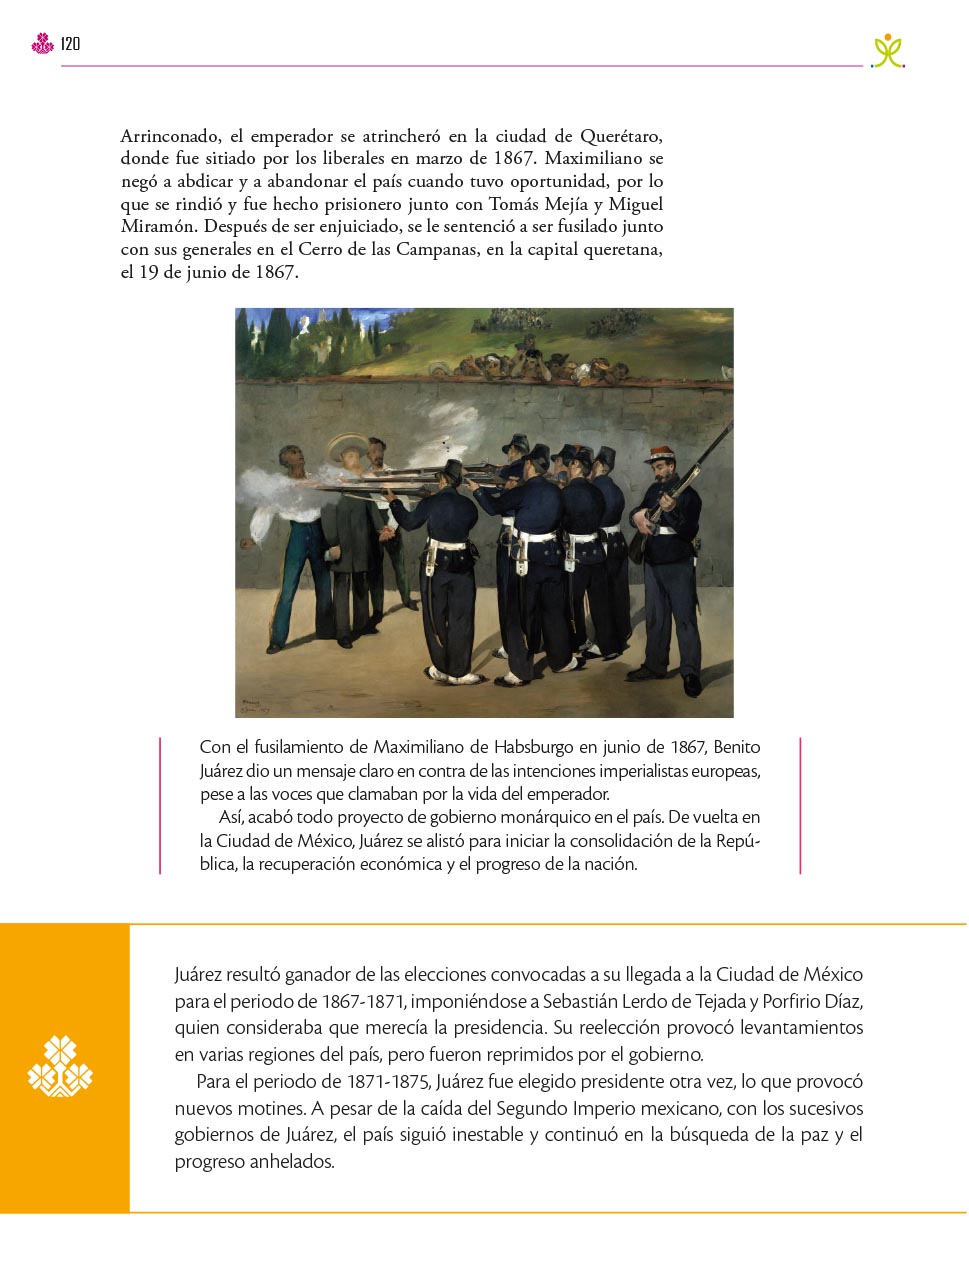 120
Arrinconado, el emperador se atrincheró en la ciudad de Querétaro,
donde fue sitiado por los liberales en marzo de 1867. Maximiliano se
negó a abdicar y a abandonar el país cuando tuvo oportunidad, por lo
que se rindió y fue hecho prisionero junto con Tomás Mejía y Miguel
Miramón. Después de ser enjuiciado, se le sentenció a ser fusilado junto
con sus generales en el Cerro de las Campanas, en la capital queretana,
el 19 de junio de 1867.
Con el fusilamiento de Maximiliano de Habsburgo en junio de 1867, Benito
Juárez dio un mensaje claro en contra de las intenciones imperialistas europeas,
pese a las voces que clamaban por la vida del emperador.
Así, acabó todo proyecto de gobierno monárquico en el país. De vuelta en
la Ciudad de México, Juárez se alistó para iniciar la consolidación de la Repú-
blica, la recuperación económica y el progreso de la nación.
Juárez resultó ganador de las elecciones convocadas a su llegada a la Ciudad de México
para el periodo de 1867-1871, imponiéndose a Sebastián Lerdo de Tejada y Porfirio Díaz,
quien consideraba que merecía la presidencia. Su reelección provocó levantamientos
en varias regiones del país, pero fueron reprimidos por el gobierno.
Para el periodo de 1871-1875, Juárez fue elegido presidente otra vez, lo que provocó
nuevos motines. A pesar de la caída del Segundo Imperio mexicano, con los sucesivos
gobiernos de Juárez, el país siguió inestable y continuó en la búsqueda de la paz y el
progreso anhelados.